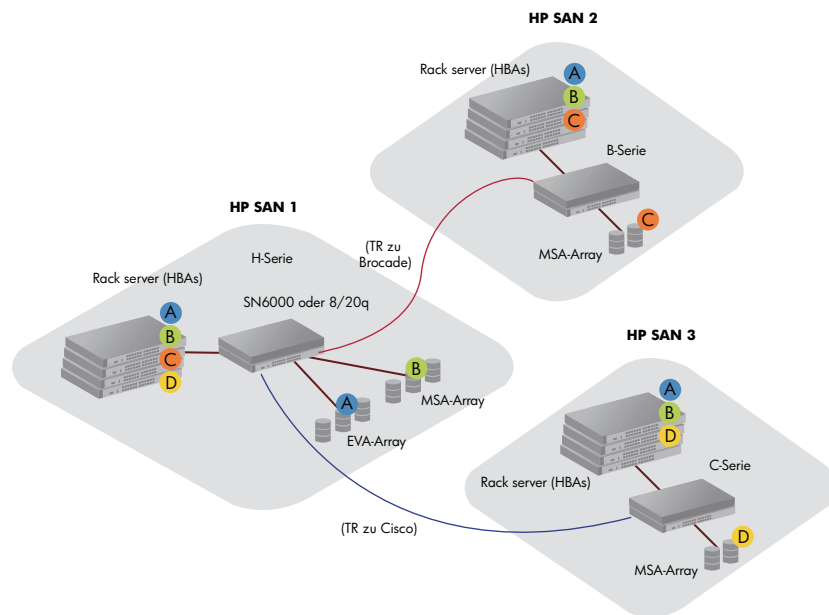 HP SAN 2
Rack server (HBAs)
A
B
C
B-Serie
C
MSA-Array
HP SAN 1
(TR zu
Brocade)
H-Serie
Rack server (HBAs)
SN6000 oder 8/20q
A
B
C
D
B
MSA-Array
A
EVA-Array
HP SAN 3
A
B
D
C-Serie
Rack server (HBAs)
(TR zu Cisco)
D
MSA-Array